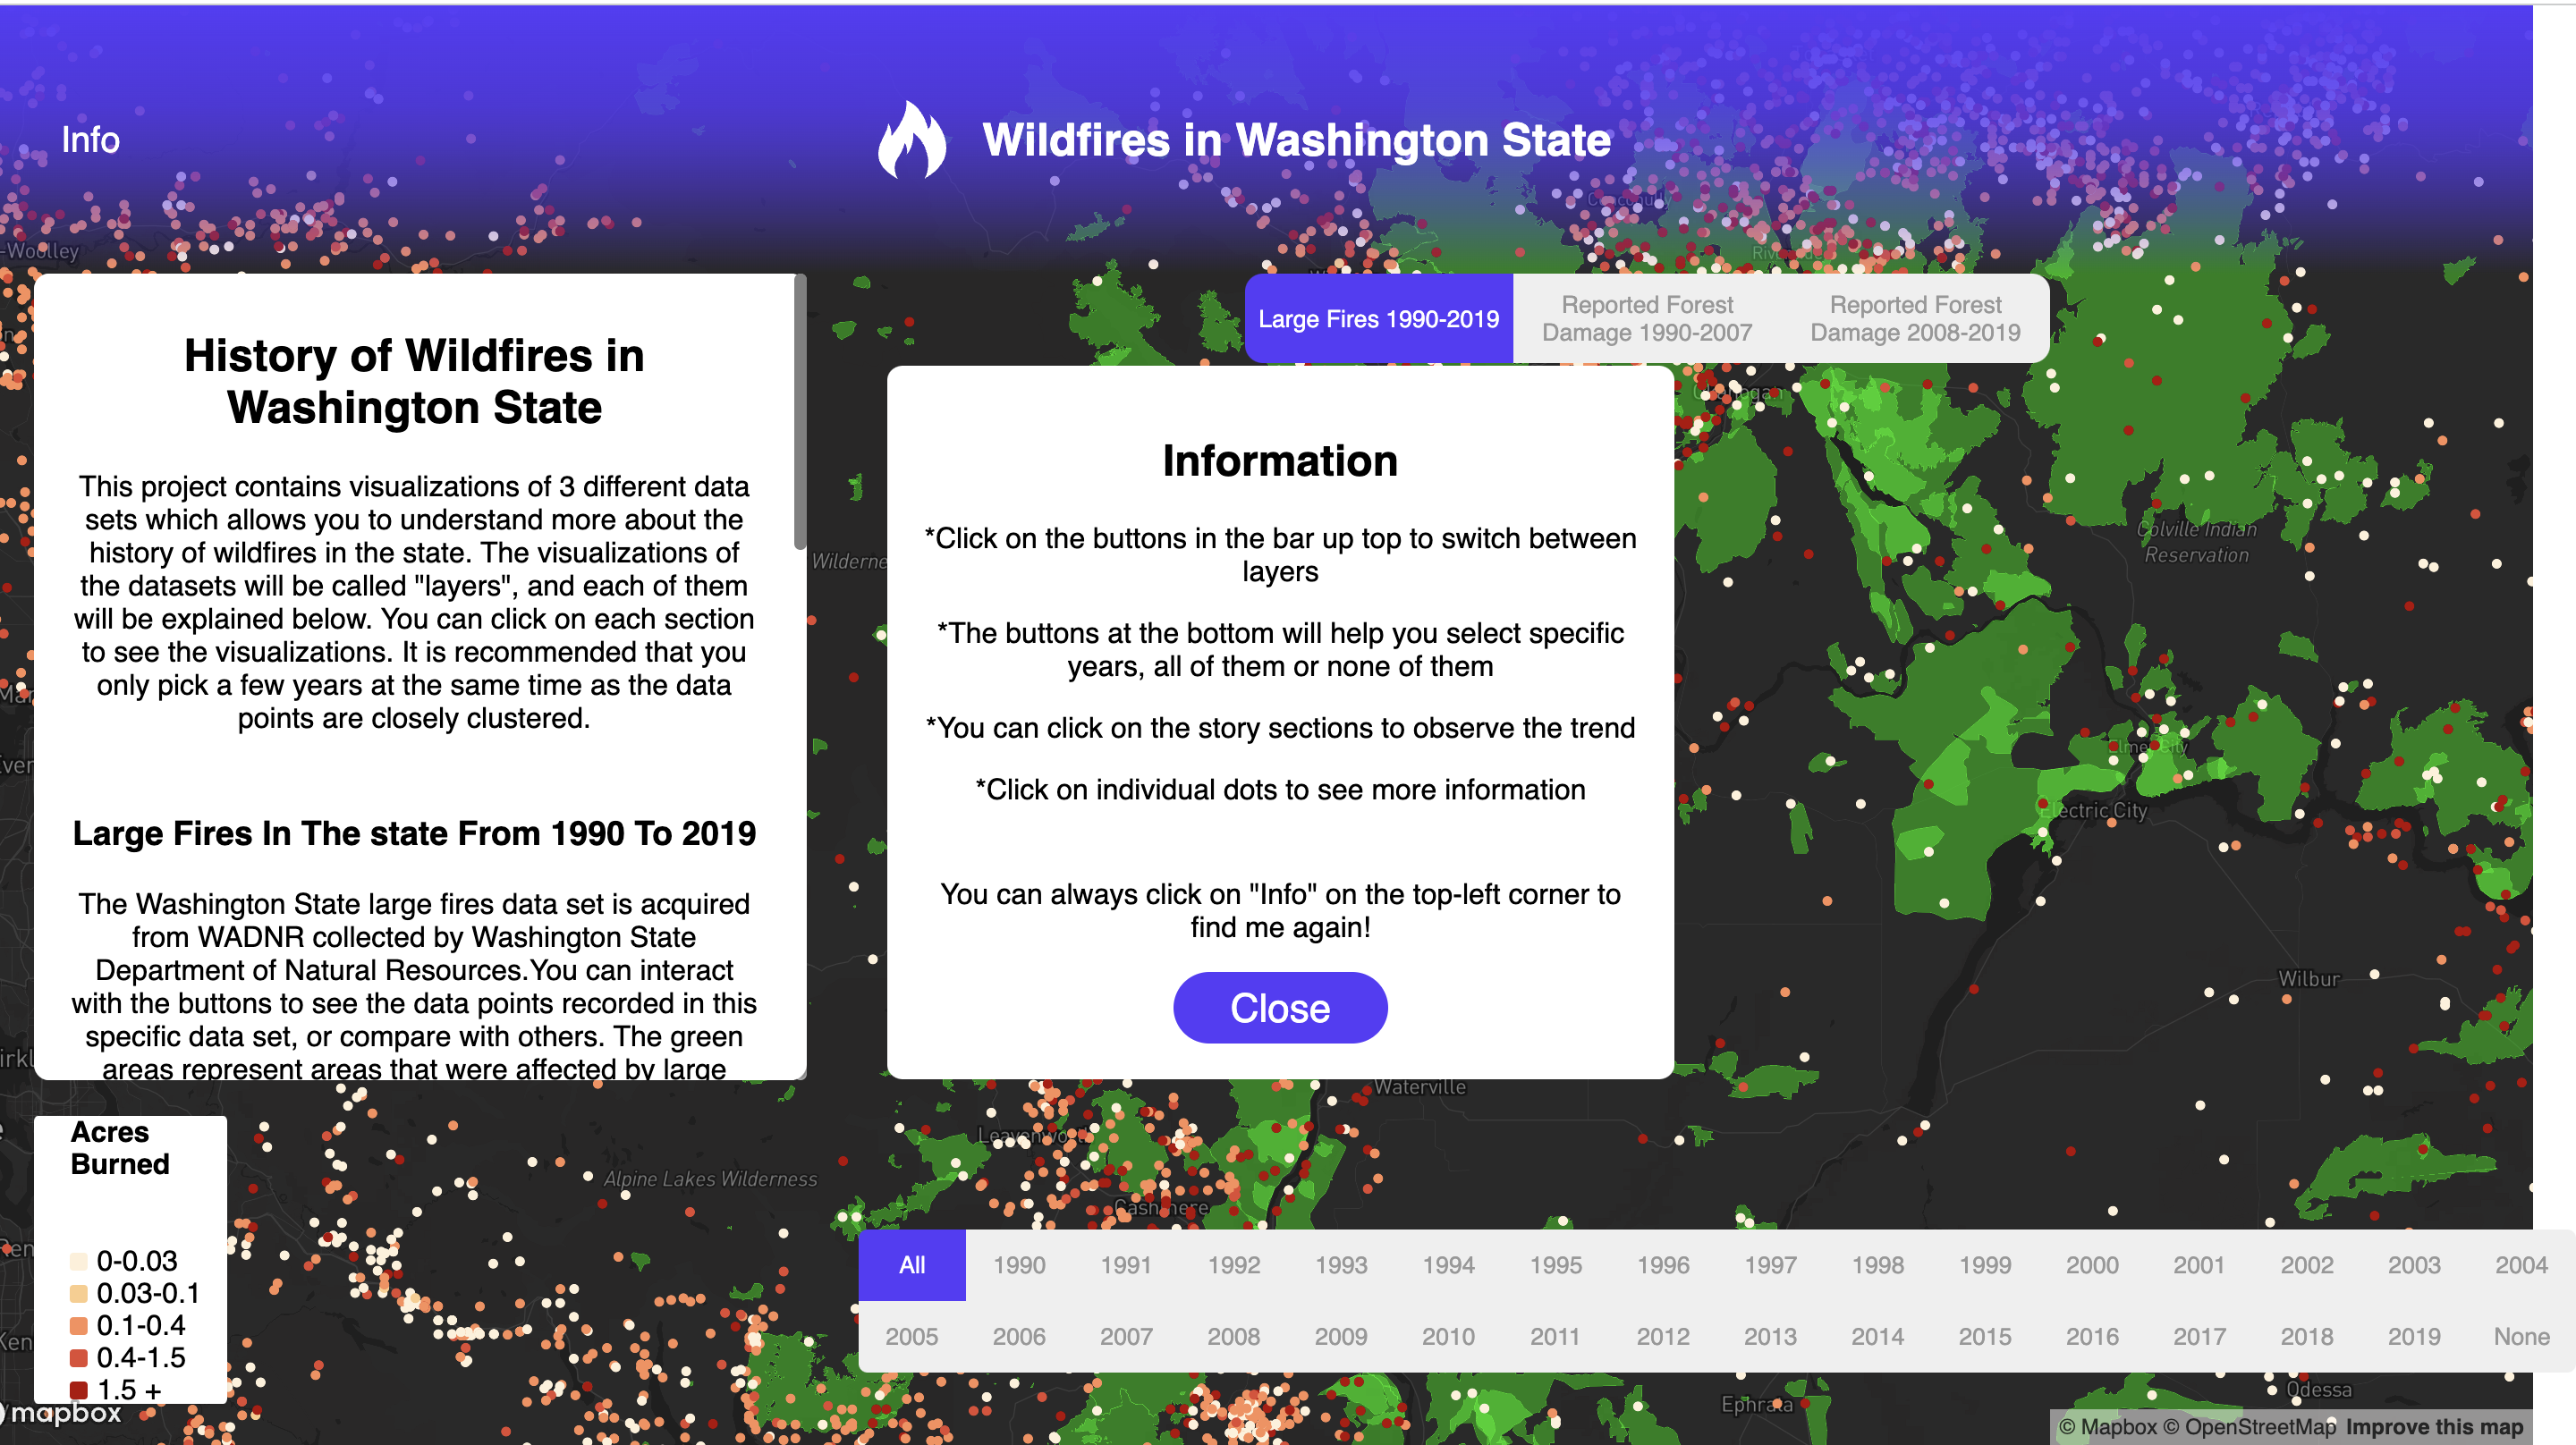 Info
Wildfires in Washington State
Large Fires 1990-2019
Reported Forest
Damage 1990-2007
Reported Forest
Damage 2008-2019
History of Wildfires in
Washington State
This project contains visualizations of 3 different data
sets which allows you to understand more about the
history of wildfires in the state. The visualizations of
the datasets will be called "layers", and each of them
will be explained below. You can click on each section
to see the visualizations. It is recommended that you
only pick a few years at the same time as the data
points are closely clustered.
Large Fires In The state From 1990 To 2019
The Washington State large fires data set is acquired
from WADNR collected by Washington State
Department of Natural Resources.You can interact
with the buttons to see the data points recorded in this
specific data set, or compare with others. The green
areas represent areas that were affected by large
Information
*Click on the buttons in the bar up top to switch between
layers
*The buttons at the bottom will help you select specific
years, all of them or none of them
*You can click on the story sections to observe the trend
*Click on individual dots to see more information
You can always click on "Info" on the top-left corner to
find me again!
Close
-Woolley
Conconully
Colville Indian
Reservation
Elmer City
Electric City
Wilbur
Waterville
Leavenwo
Alpine Lakes Wilderness
Cashmere
Wilderne
Ephrata
Odessa
Acres
Burned
0-0.03
0.03-0.1
0.1-0.4
0.4-1.5
1.5 +
All 1990 1991 1992 1993 1994 1995 1996 1997 1998 1999 2000 2001 2002 2003 2004
2005 2006 2007 2008 2009 2010 2011 2012 2013 2014 2015 2016 2017 2018 2019 None
mapbox
© Mapbox © OpenStreetMap Improve this map